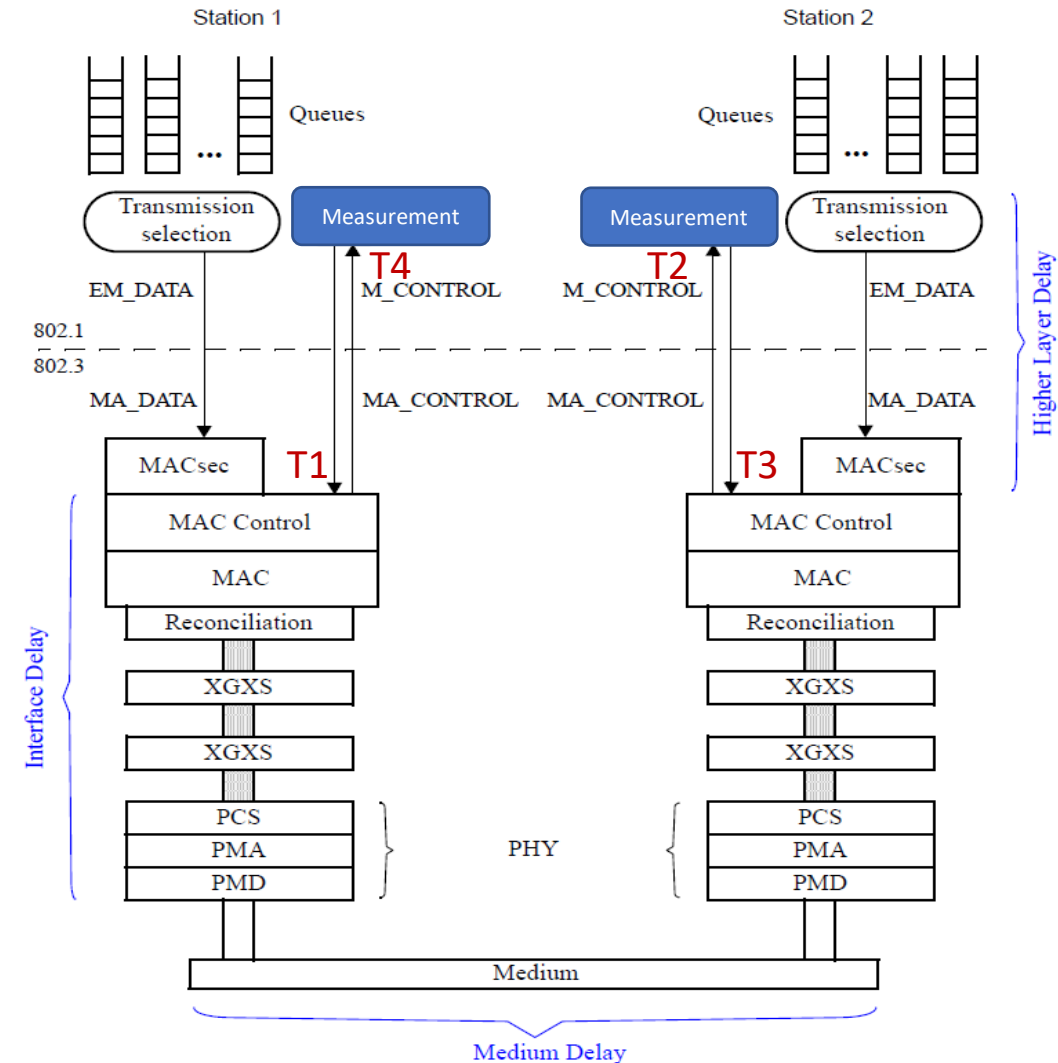 Station 1
Station 2
Queues
Queues
...
...
Transmission
selection
Measurement
Measurement
Transmission
selection
T4
T2
EM_DATA
M_CONTROL
M_CONTROL
EM_DATA
802.1
802.3
MA_DATA
MA_CONTROL
MA_CONTROL
MA_DATA
Higher Layer Delay
MACsec
T1
T3
MACsec
MAC Control
MAC Control
MAC
MAC
Reconciliation
Reconciliation
Interface Delay
XGXS
XGXS
XGXS
XGXS
PCS
PCS
PMA
PHY
PMA
PMD
PMD
Medium
Medium Delay